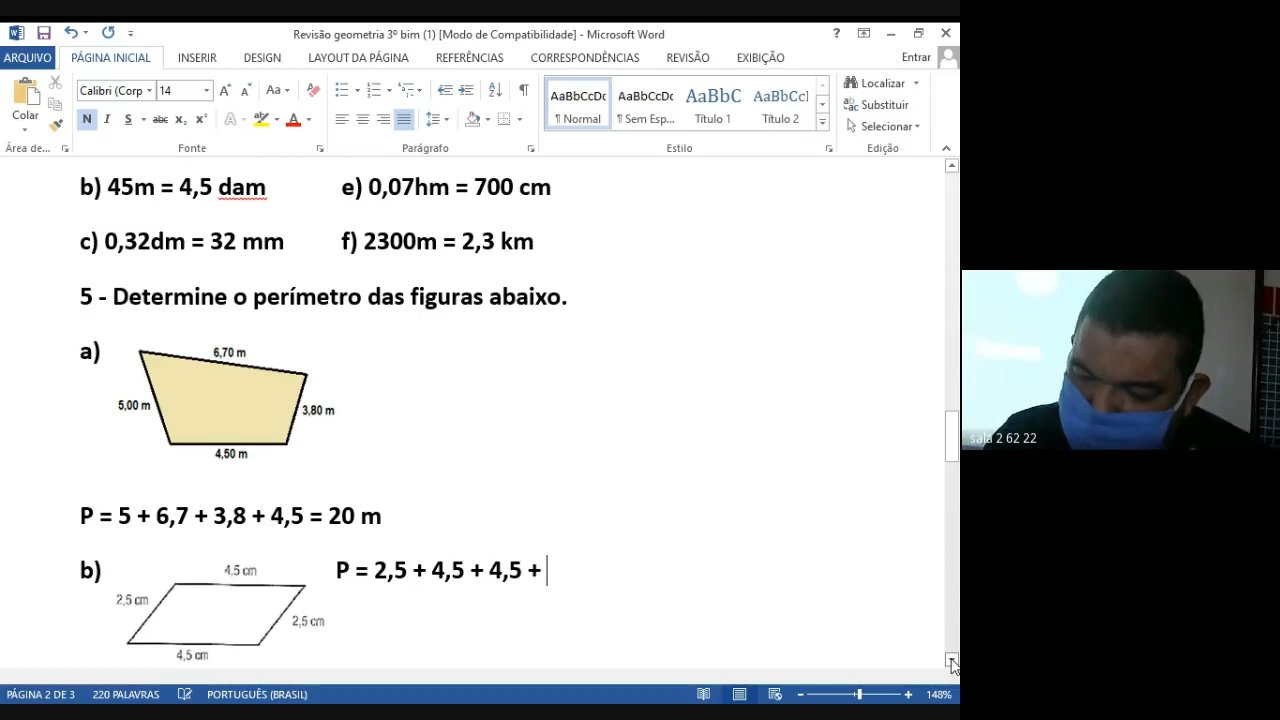 Revisão geometria 3º bim (1) [Modo de Compatibilidade] - Microsoft Word
ARQUIVO PÁGINA INICIAL INSERIR DESIGN LAYOUT DA PÁGINA REFERÊNCIAS CORRESPONDÊNCIAS REVISÃO EXIBIÇÃO Entrar
Colar
Calibri (Corp 14
N I S abc x₂ x²
AaBbCcDc AaBbCcDc AaBbC AaBbCcI
¶ Normal ¶ Sem Esp... Título 1 Título 2
Localizar
Substituir
Selecionar
Área de... Fonte Parágrafo Estilo Edição
b) 45m = 4,5 dam e) 0,07hm = 700 cm
c) 0,32dm = 32 mm f) 2300m = 2,3 km
5 - Determine o perímetro das figuras abaixo.
a)
6,70 m
5,00 m
3,80 m
4,50 m
P = 5 + 6,7 + 3,8 + 4,5 = 20 m
b)
4,5 cm
P = 2,5 + 4,5 + 4,5 +
2,5 cm
2,5 cm
4,5 cm
PÁGINA 2 DE 3 220 PALAVRAS PORTUGUÊS (BRASIL) 148%
sala 2 62 22